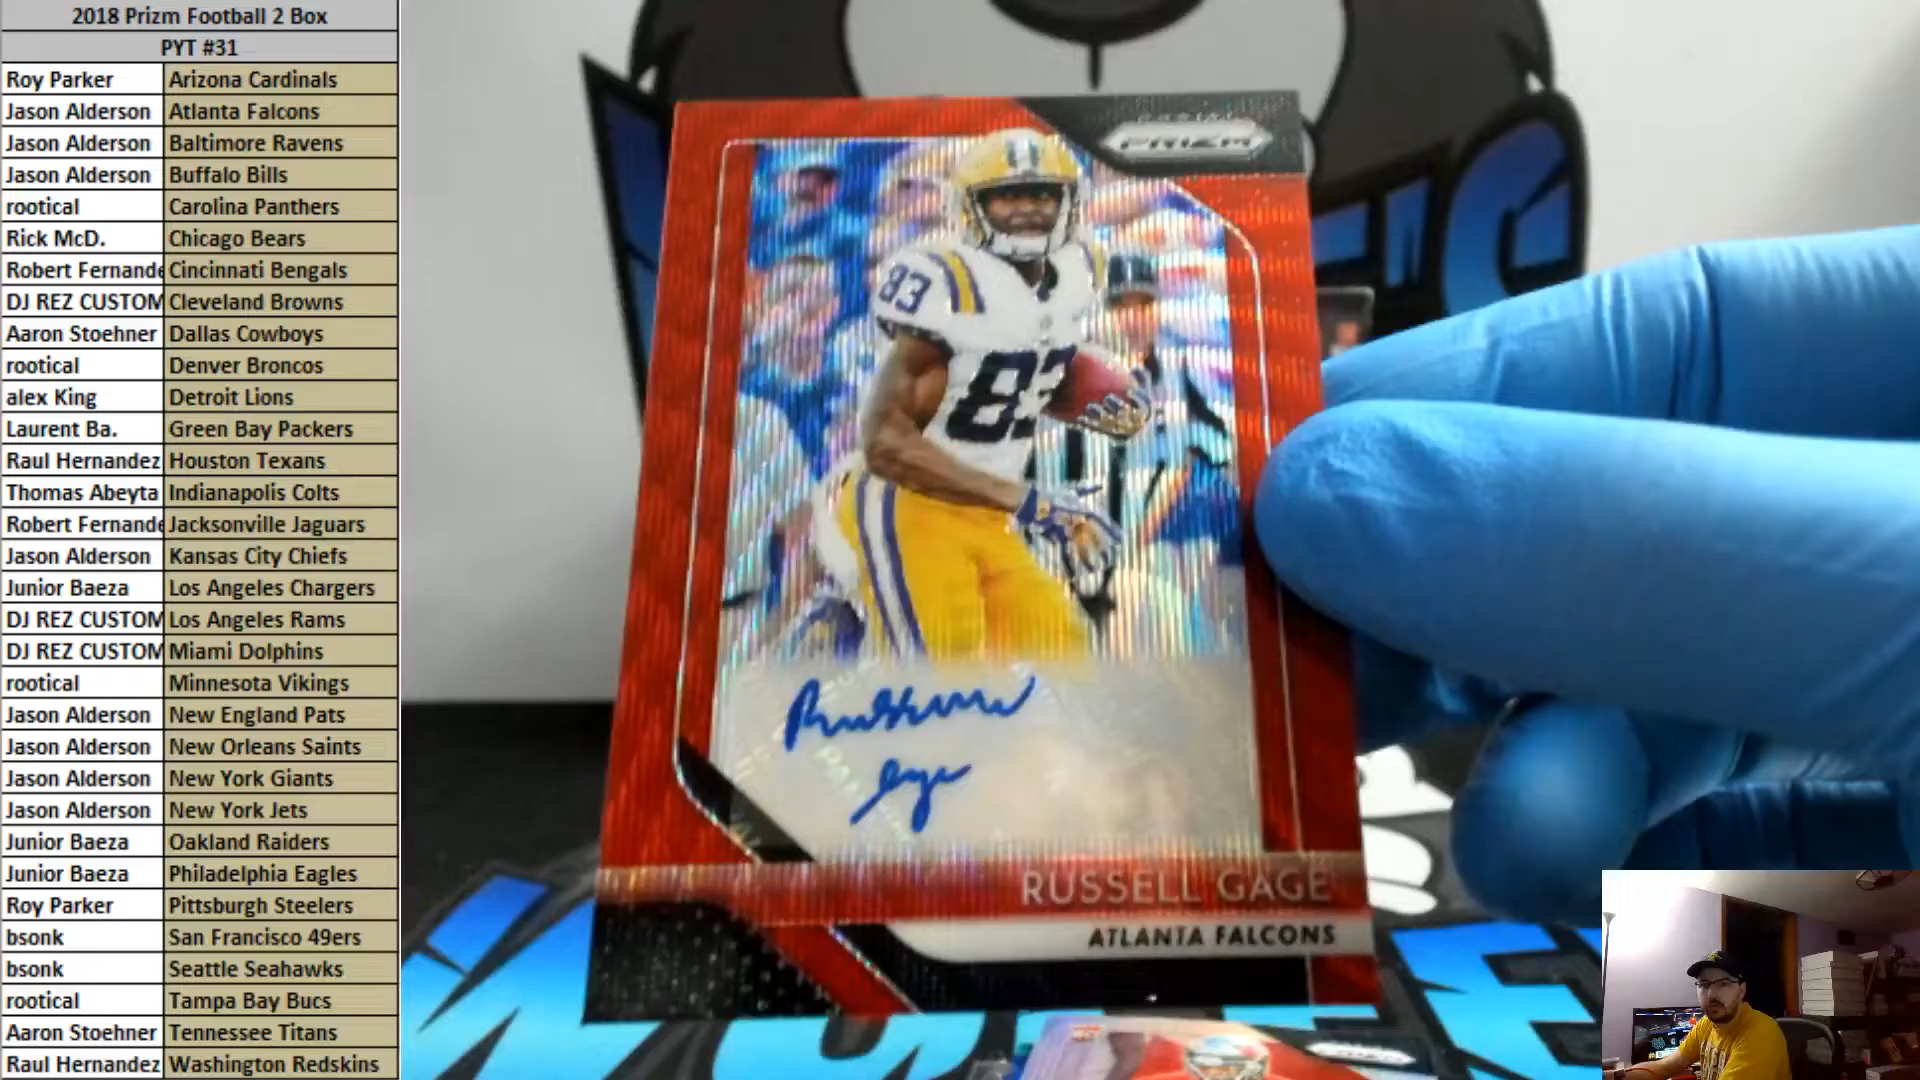 2018 Prizm Football 2 Box
PYT #31
Roy Parker Arizona Cardinals
Jason Alderson Atlanta Falcons
Jason Alderson Baltimore Ravens
Jason Alderson Buffalo Bills
rootical Carolina Panthers
Rick McD. Chicago Bears
Robert Fernande Cincinnati Bengals
DJ REZ CUSTOM Cleveland Browns
Aaron Stoehner Dallas Cowboys
rootical Denver Broncos
alex King Detroit Lions
Laurent Ba. Green Bay Packers
Raul Hernandez Houston Texans
Thomas Abeyta Indianapolis Colts
Robert Fernande Jacksonville Jaguars
Jason Alderson Kansas City Chiefs
Junior Baeza Los Angeles Chargers
DJ REZ CUSTOM Los Angeles Rams
DJ REZ CUSTOM Miami Dolphins
rootical Minnesota Vikings
Jason Alderson New England Pats
Jason Alderson New Orleans Saints
Jason Alderson New York Giants
Jason Alderson New York Jets
Junior Baeza Oakland Raiders
Junior Baeza Philadelphia Eagles
Roy Parker Pittsburgh Steelers
bsonk San Francisco 49ers
bsonk Seattle Seahawks
rootical Tampa Bay Bucs
Aaron Stoehner Tennessee Titans
Raul Hernandez Washington Redskins
PANINI
PRIZM
83
83
RUSSELL GAGE
ATLANTA FALCONS